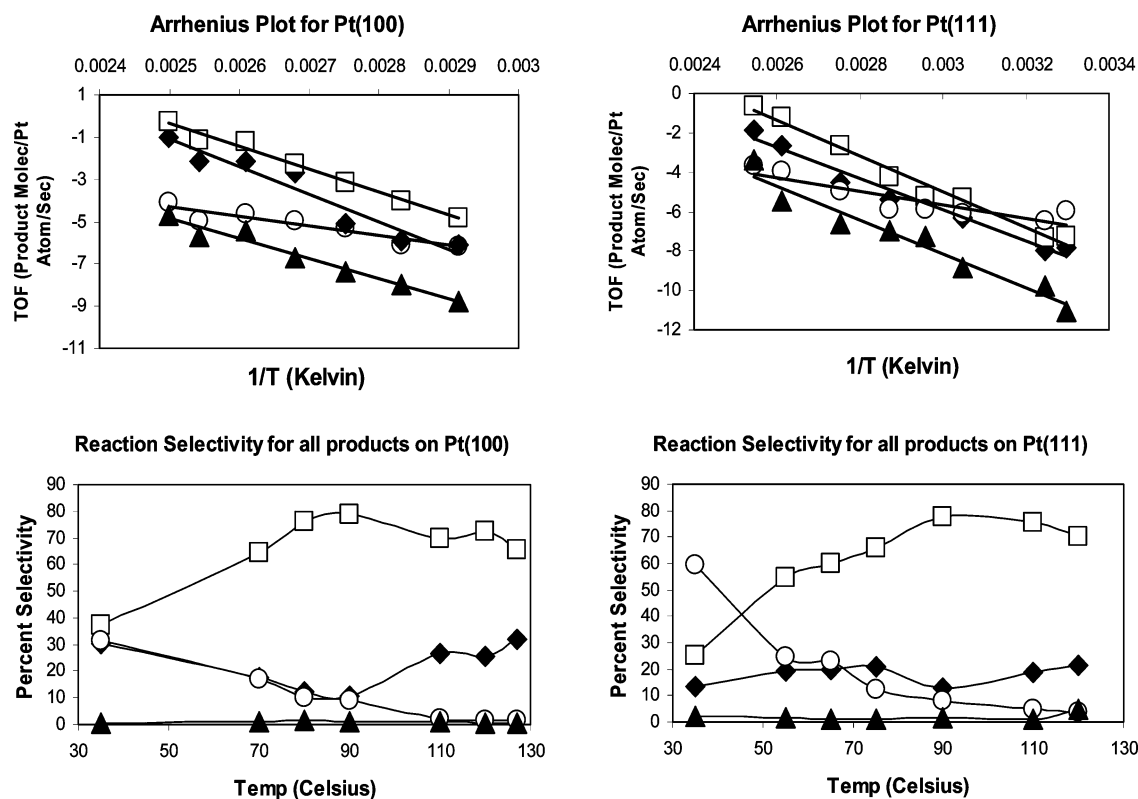 Arrhenius Plot for Pt(100)
0.0024 0.0025 0.0026 0.0027 0.0028 0.0029 0.003
1
-1
-3
-5
-7
-9
-11
TOF (Product Molec/Pt
Atom/Sec)
1/T (Kelvin)
Arrhenius Plot for Pt(111)
0.0024 0.0026 0.0028 0.003 0.0032 0.0034
0
-2
-4
-6
-8
-10
-12
TOF (Product Molec/Pt
Atom/Sec)
1/T (Kelvin)
Reaction Selectivity for all products on Pt(100)
90
80
70
60
50
40
30
20
10
0
Percent Selectivity
30 50 70 90 110 130
Temp (Celsius)
Reaction Selectivity for all products on Pt(111)
90
80
70
60
50
40
30
20
10
0
Percent Selectivity
30 50 70 90 110 130
Temp (Celsius)